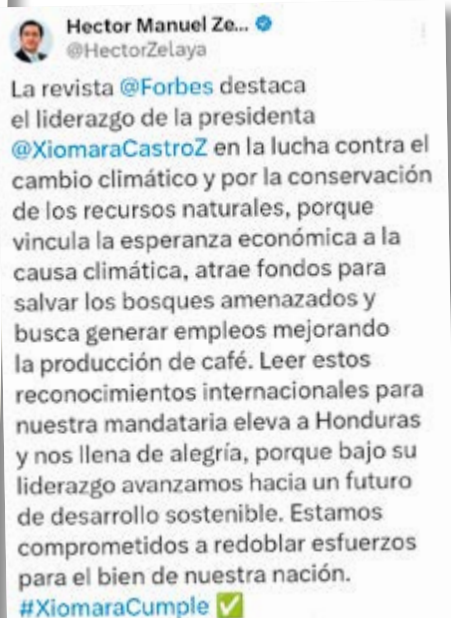 Hector Manuel Ze...
@HectorZelaya
La revista @Forbes destaca
el liderazgo de la presidenta
@XiomaraCastroZ en la lucha contra el
cambio climático y por la conservación
de los recursos naturales, porque
vincula la esperanza económica a la
causa climática, atrae fondos para
salvar los bosques amenazados y
busca generar empleos mejorando
la producción de café. Leer estos
reconocimientos internacionales para
nuestra mandataria eleva a Honduras
y nos llena de alegría, porque bajo su
liderazgo avanzamos hacia un futuro
de desarrollo sostenible. Estamos
comprometidos a redoblar esfuerzos
para el bien de nuestra nación.
#XiomaraCumple ✅